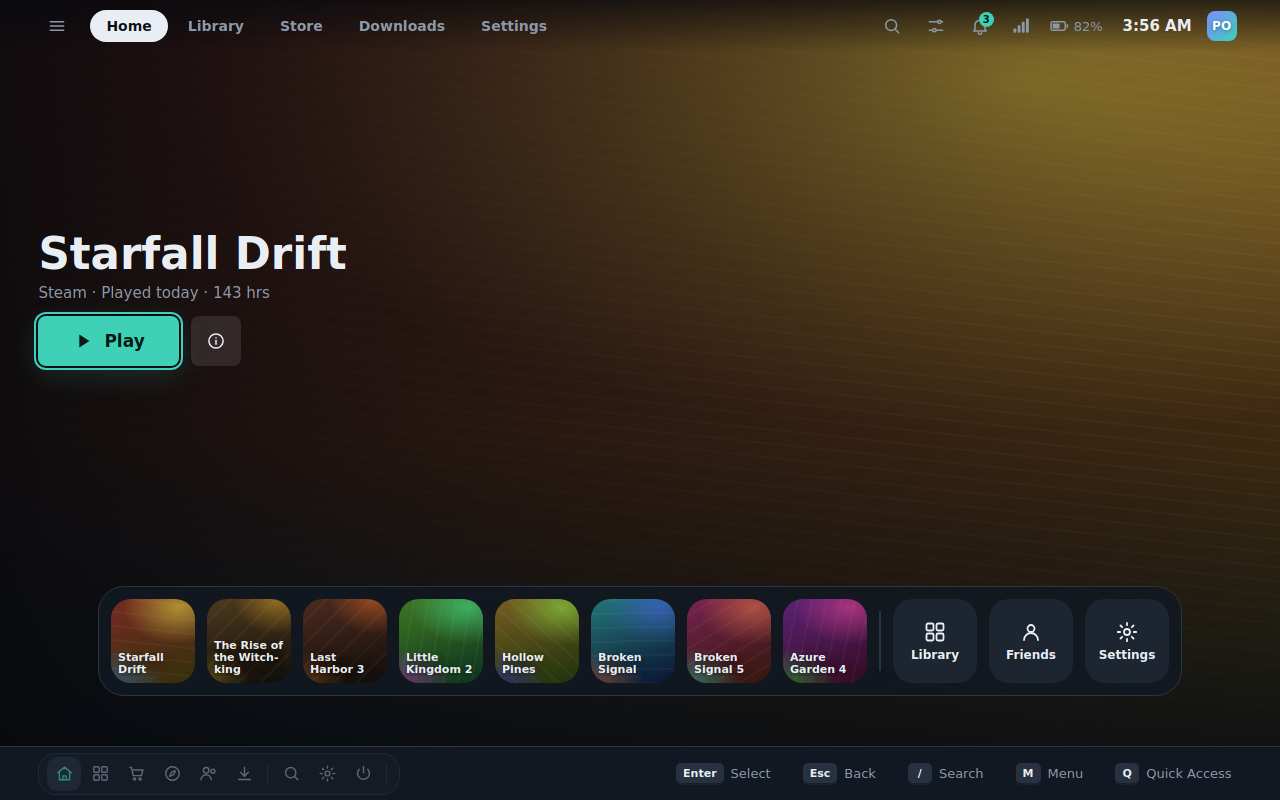 Home Library Store Downloads Settings 3 82% 3:56 AM PO
Starfall Drift
Steam · Played today · 143 hrs
Play
Starfall Drift
The Rise of the Witch-king
Last Harbor 3
Little Kingdom 2
Hollow Pines
Broken Signal
Broken Signal 5
Azure Garden 4
Library
Friends
Settings
Enter Select Esc Back / Search M Menu Q Quick Access